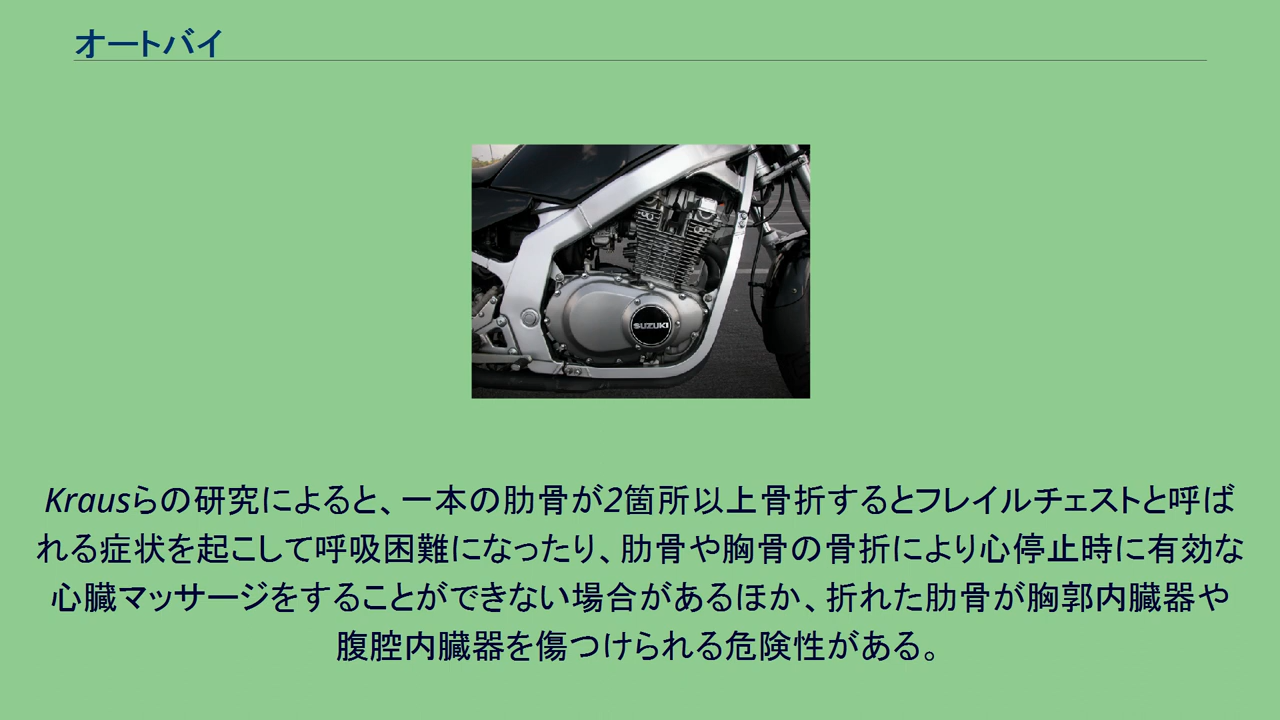 オートバイ
SUZUKI
Krausらの研究によると、一本の肋骨が2箇所以上骨折するとフレイルチェストと呼ば
れる症状を起こして呼吸困難になったり、肋骨や胸骨の骨折により心停止時に有効な
心臓マッサージをすることができない場合があるほか、折れた肋骨が胸郭内臓器や
腹腔内臓器を傷つけられる危険性がある。